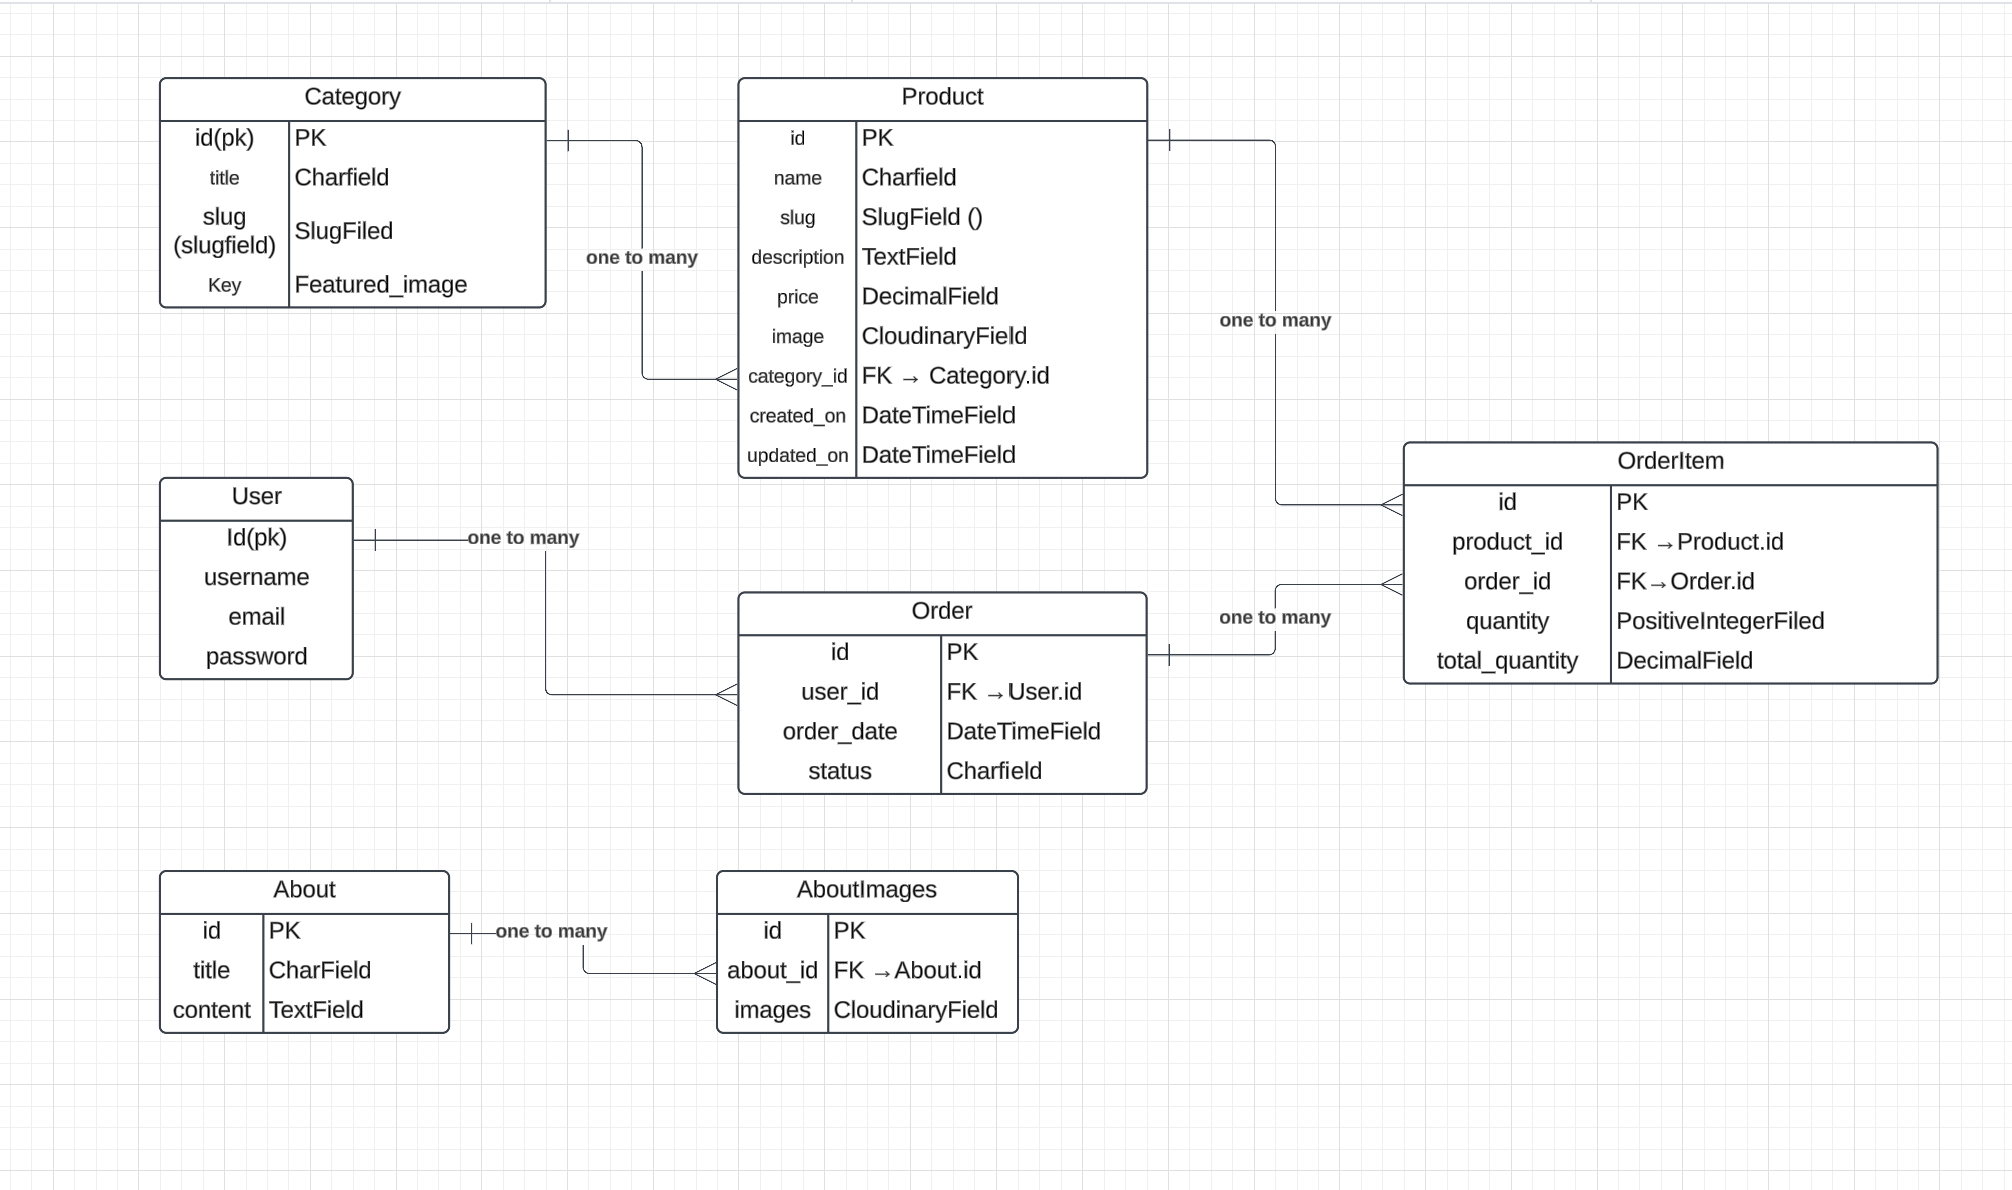 Category
id(pk) PK
title Charfield
slug
(slugfield) SlugFiled
Key Featured_image
one to many
Product
id PK
name Charfield
slug SlugField ()
description TextField
price DecimalField
image CloudinaryField
category_id FK → Category.id
created_on DateTimeField
updated_on DateTimeField
one to many
User
Id(pk)
username
email
password
one to many
Order
id PK
user_id FK →User.id
order_date DateTimeField
status Charfield
one to many
OrderItem
id PK
product_id FK →Product.id
order_id FK→Order.id
quantity PositiveIntegerFiled
total_quantity DecimalField
About
id PK
title CharField
content TextField
one to many
AboutImages
id PK
about_id FK →About.id
images CloudinaryField